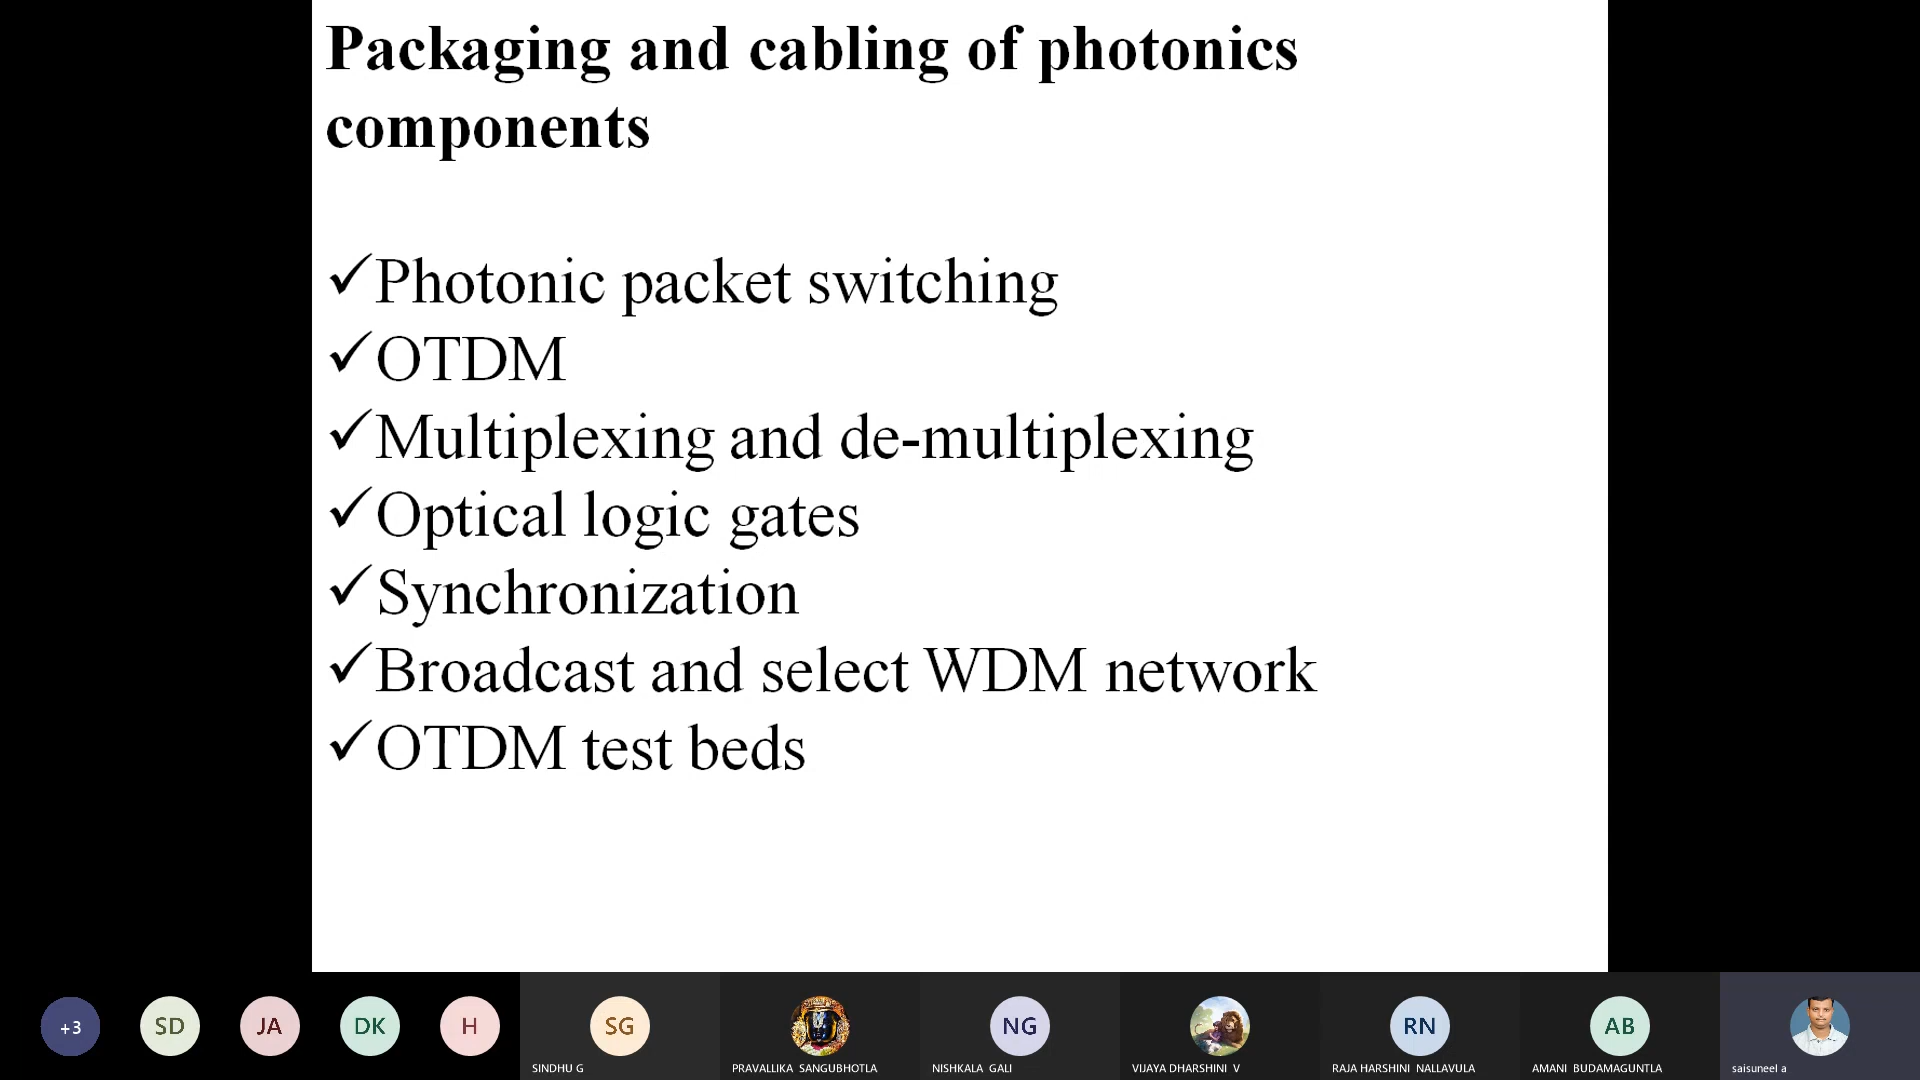 Packaging and cabling of photonics
components
✓Photonic packet switching
✓OTDM
✓Multiplexing and de-multiplexing
✓Optical logic gates
✓Synchronization
✓Broadcast and select WDM network
✓OTDM test beds
+3
SD
JA
DK
H
SG
NG
RN
AB
SINDHU G
PRAVALLIKA SANGUBHOTLA
NISHKALA GALI
VIJAYA DHARSHINI V
RAJA HARSHINI NALLAVULA
AMANI BUDAMAGUNTLA
saisuneel a